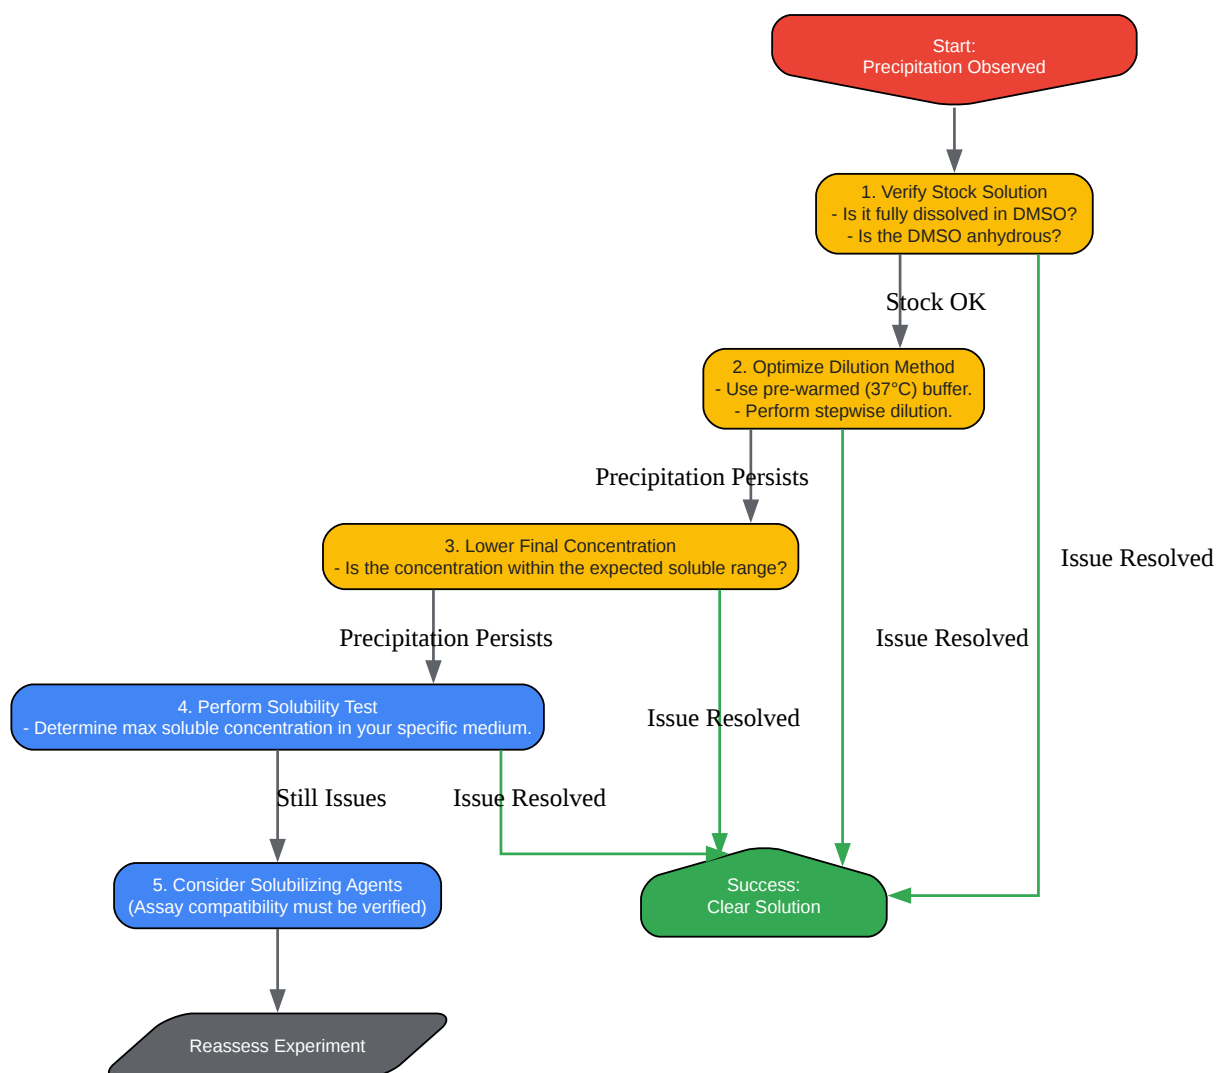 Start:
Precipitation Observed
1. Verify Stock Solution
- Is it fully dissolved in DMSO?
- Is the DMSO anhydrous?
Stock OK
2. Optimize Dilution Method
- Use pre-warmed (37°C) buffer.
- Perform stepwise dilution.
Precipitation Persists
3. Lower Final Concentration
- Is the concentration within the expected soluble range?
Issue Resolved
Precipitation Persists
Issue Resolved
4. Perform Solubility Test
- Determine max soluble concentration in your specific medium.
Issue Resolved
Still Issues
Issue Resolved
5. Consider Solubilizing Agents
(Assay compatibility must be verified)
Success:
Clear Solution
Reassess Experiment